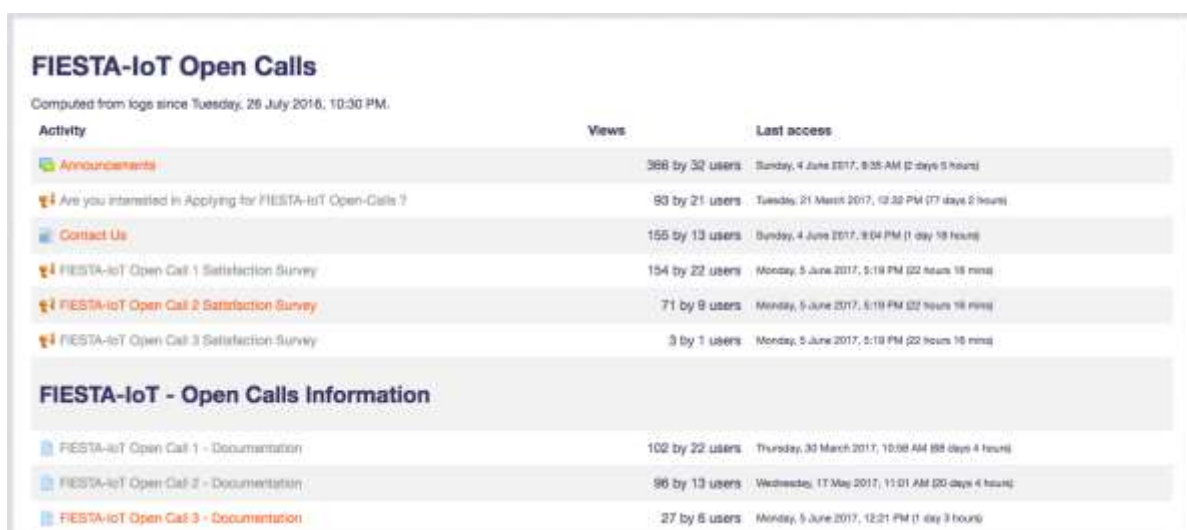 FIESTA-IoT Open Calls
Computed from logs since Tuesday, 26 July 2016, 10:30 PM.
Activity Views Last access
Announcements 366 by 32 users Sunday, 4 June 2017, 9:35 AM (2 days 5 hours)
Are you interested in Applying for FIESTA-IoT Open-Calls ? 93 by 21 users Tuesday, 21 March 2017, 12:32 PM (77 days 2 hours)
Contact Us 155 by 13 users Sunday, 4 June 2017, 9:04 PM (1 day 18 hours)
FIESTA-IoT Open Call 1 Satisfaction Survey 154 by 22 users Monday, 5 June 2017, 5:19 PM (22 hours 16 mins)
FIESTA-IoT Open Call 2 Satisfaction Survey 71 by 9 users Monday, 5 June 2017, 5:19 PM (22 hours 16 mins)
FIESTA-IoT Open Call 3 Satisfaction Survey 3 by 1 users Monday, 5 June 2017, 5:19 PM (22 hours 16 mins)
FIESTA-IoT - Open Calls Information
FIESTA-IoT Open Call 1 - Documentation 102 by 22 users Thursday, 30 March 2017, 10:58 AM (68 days 4 hours)
FIESTA-IoT Open Call 2 - Documentation 96 by 13 users Wednesday, 17 May 2017, 11:01 AM (20 days 4 hours)
FIESTA-IoT Open Call 3 - Documentation 27 by 6 users Monday, 5 June 2017, 12:21 PM (1 day 3 hours)